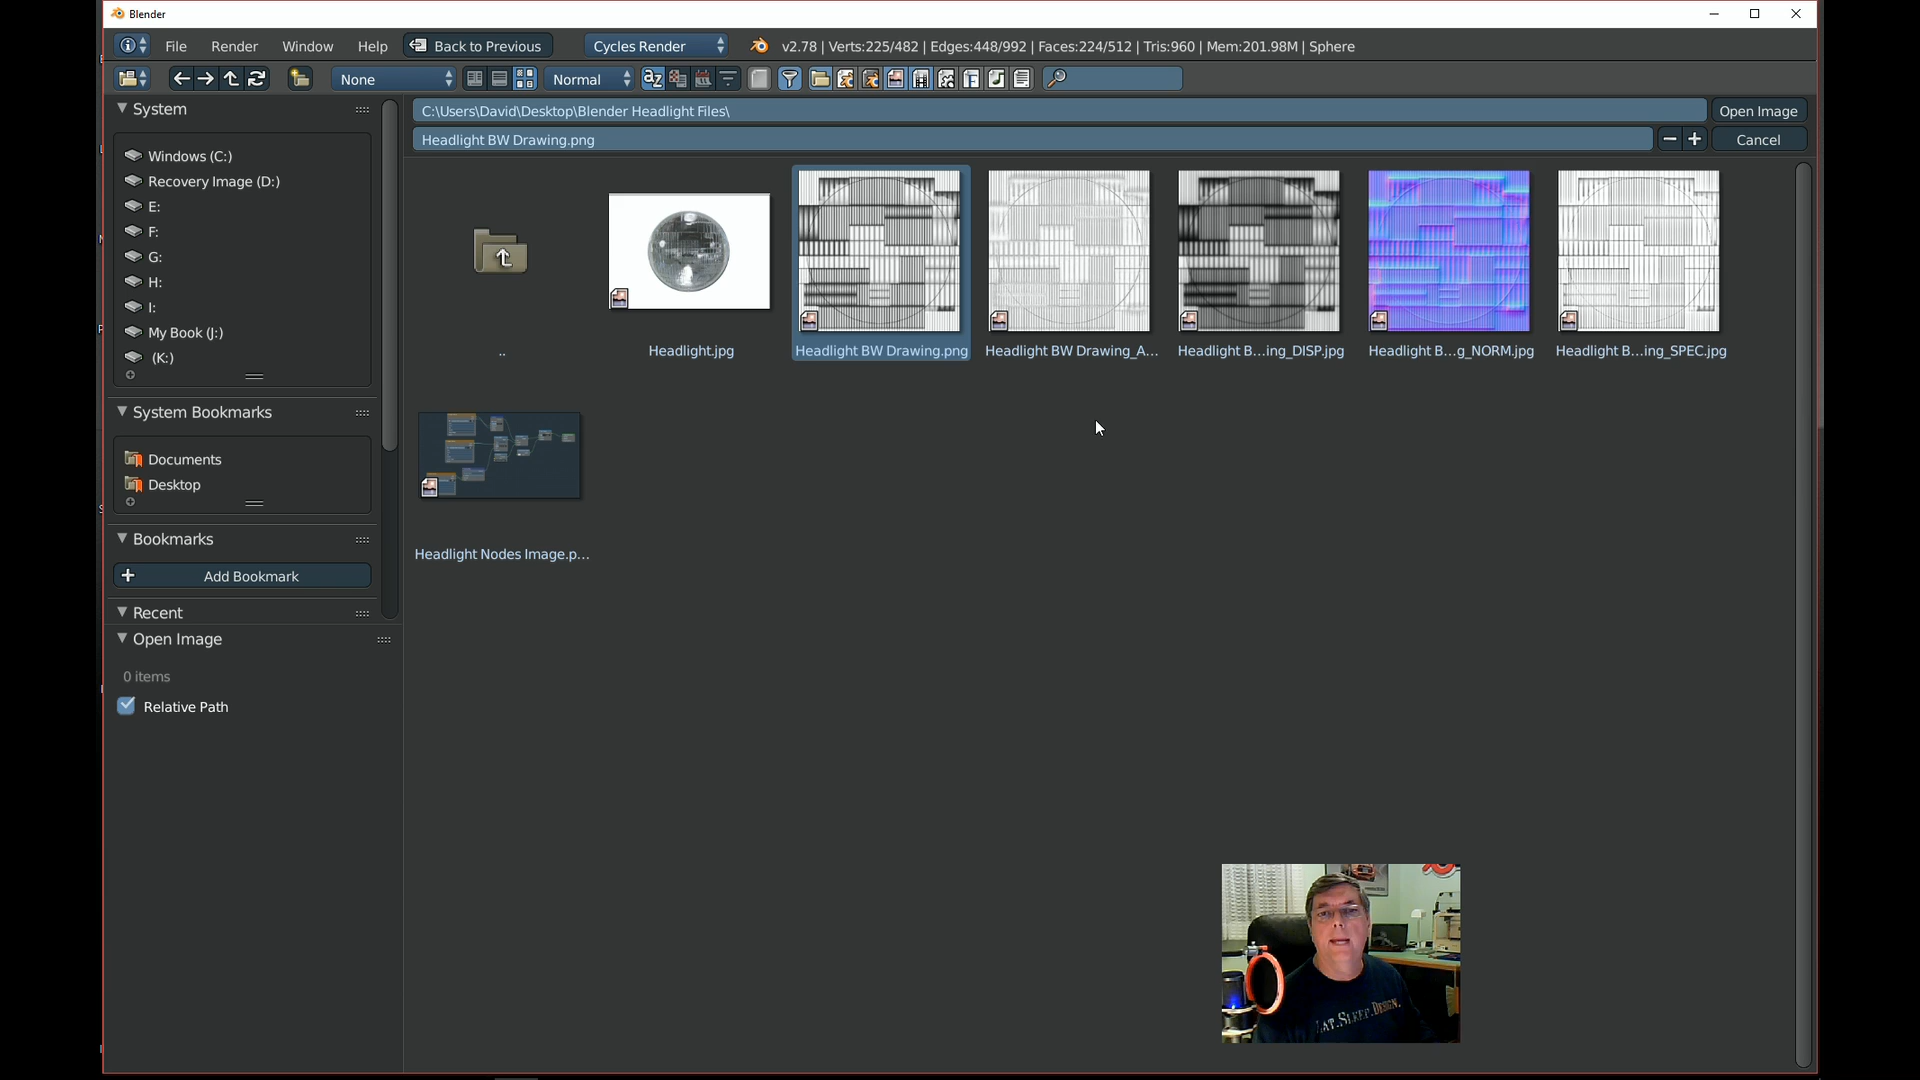 Blender
File Render Window Help Back to Previous Cycles Render v2.78 | Verts:225/482 | Edges:448/992 | Faces:224/512 | Tris:960 | Mem:201.98M | Sphere
None Normal
System
Windows (C:)
Recovery Image (D:)
E:
F:
G:
H:
I:
My Book (J:)
(K:)
System Bookmarks
Documents
Desktop
Bookmarks
Add Bookmark
Recent
Open Image
0 items
Relative Path
C:\Users\David\Desktop\Blender Headlight Files\ Open Image
Headlight BW Drawing.png Cancel
.. Headlight.jpg Headlight BW Drawing.png Headlight BW Drawing_A... Headlight B...ing_DISP.jpg Headlight B...g_NORM.jpg Headlight B...ing_SPEC.jpg
Headlight Nodes Image.p...
EAT.SLEEP.DESIGN.